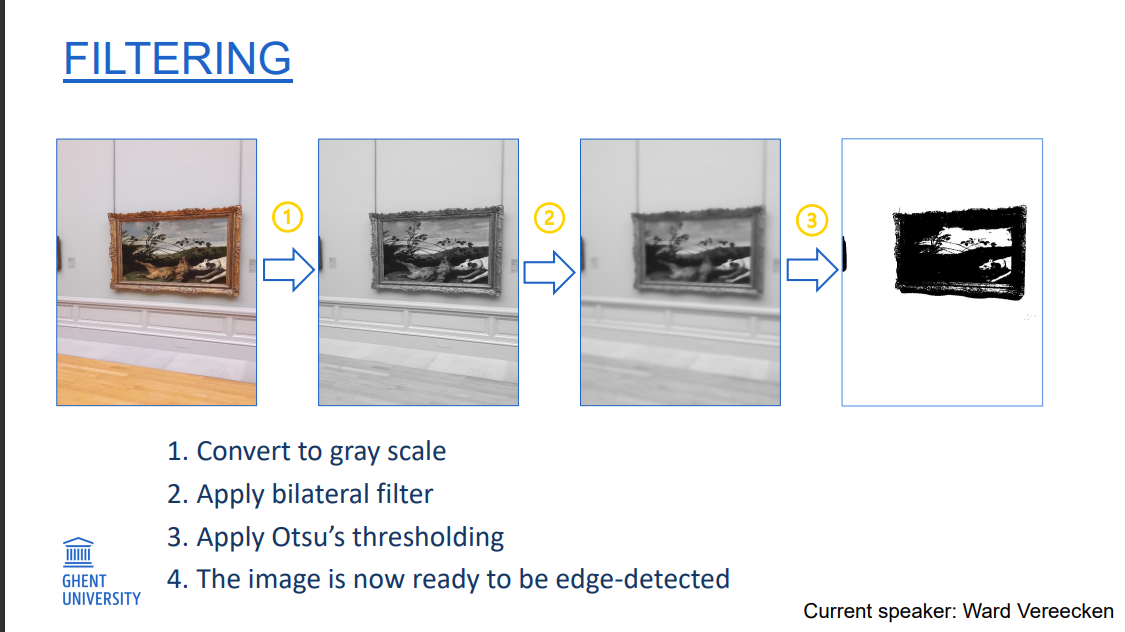 FILTERING
1
2
3
1. Convert to gray scale
2. Apply bilateral filter
3. Apply Otsu’s thresholding
4. The image is now ready to be edge-detected
GHENT
UNIVERSITY
Current speaker: Ward Vereecken